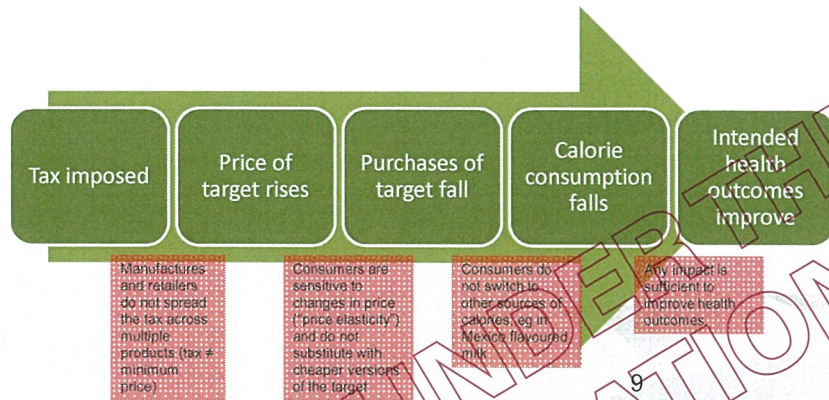 Tax imposed
Price of
target rises
Purchases of
target fall
Calorie
consumption
falls
Intended
health
outcomes
improve
Manufactures
and retailers
do not spread
the tax across
multiple
products (tax ≠
minimum
price)
Consumers are
sensitive to
changes in price
("price elasticity")
and do not
substitute with
cheaper versions
of the target
Consumers do
not switch to
other sources of
calories, eg in
Mexico flavoured
milk
Any impact is
sufficient to
improve health
outcomes
9
UNDER TH
ATION